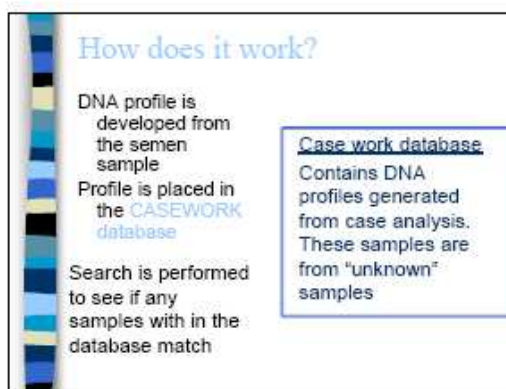 How does it work?
DNA profile is
developed from
the semen
sample
Profile is placed in
the CASEWORK
database
Search is performed
to see if any
samples with in the
database match
Case work database
Contains DNA
profiles generated
from case analysis.
These samples are
from “unknown”
samples